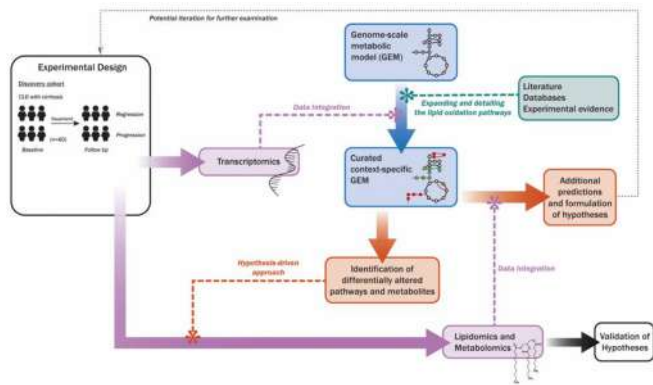 Potential iteration for further examination
Experimental Design
Discovery cohort
Treatment
Regression
Progression
(n=40)
Baseline
Follow Up
Genome-scale
metabolic
model (GEM)
Literature
Databases
Experimental evidence
Expanding and detailing
the lipid oxidation pathways
Data Integration
Transcriptomics
Curated
context-specific
GEM
Additional
predictions
and formulation
of hypotheses
Hypothesis-driven
approach
Identification of
differentially altered
pathways and metabolites
Data Integration
Lipidomics and
Metabolomics
Validation of
Hypotheses